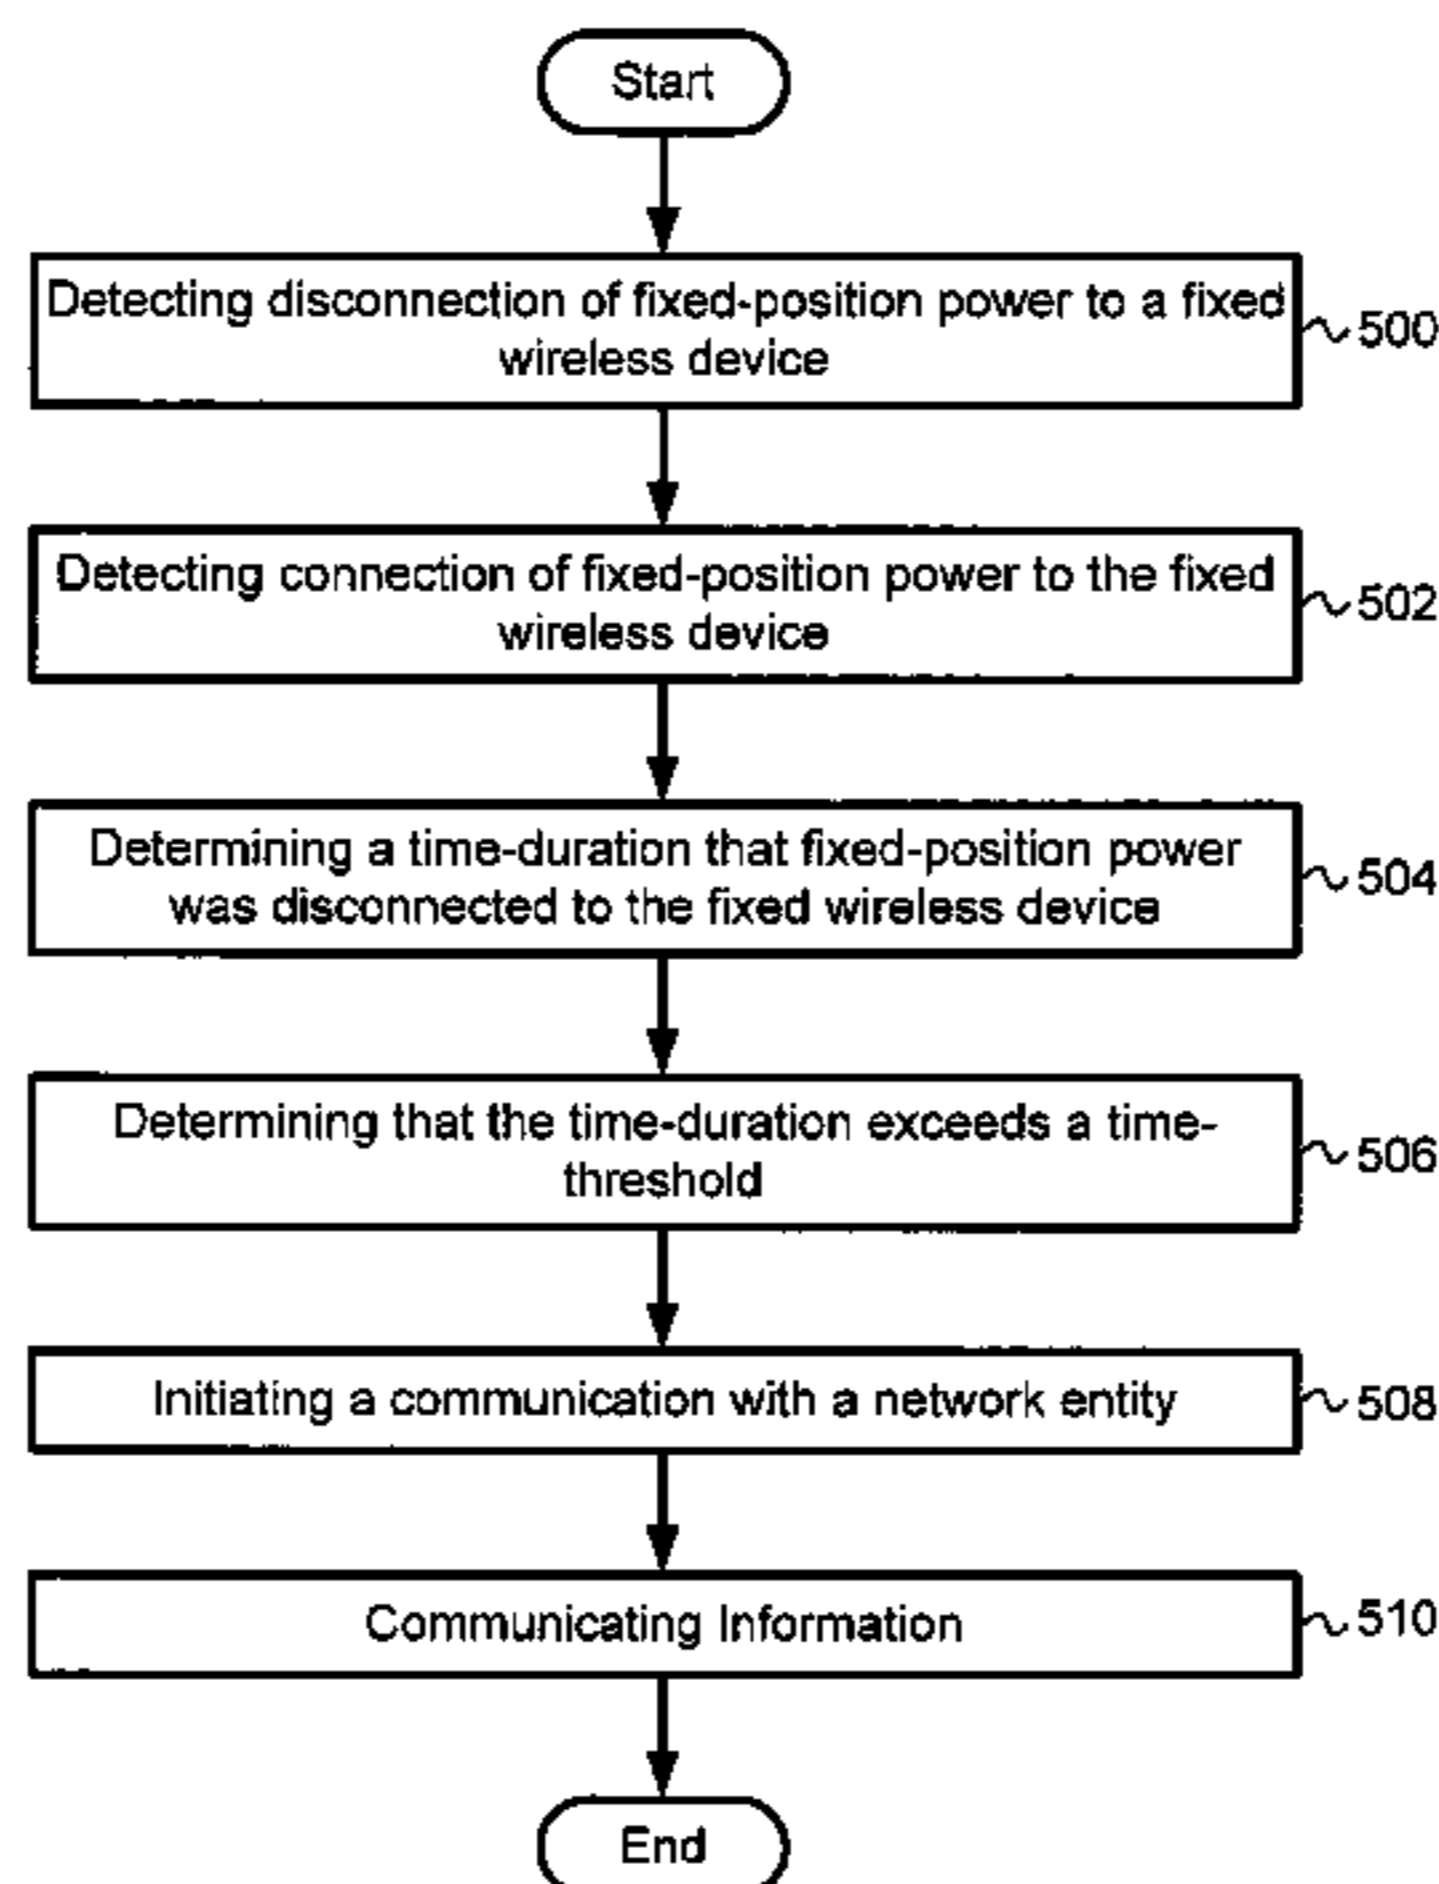 Start
Detecting disconnection of fixed-position power to a fixed
wireless device
500
Detecting connection of fixed-position power to the fixed
wireless device
502
Determining a time-duration that fixed-position power
was disconnected to the fixed wireless device
504
Determining that the time-duration exceeds a time-
threshold
506
Initiating a communication with a network entity
508
Communicating Information
510
End